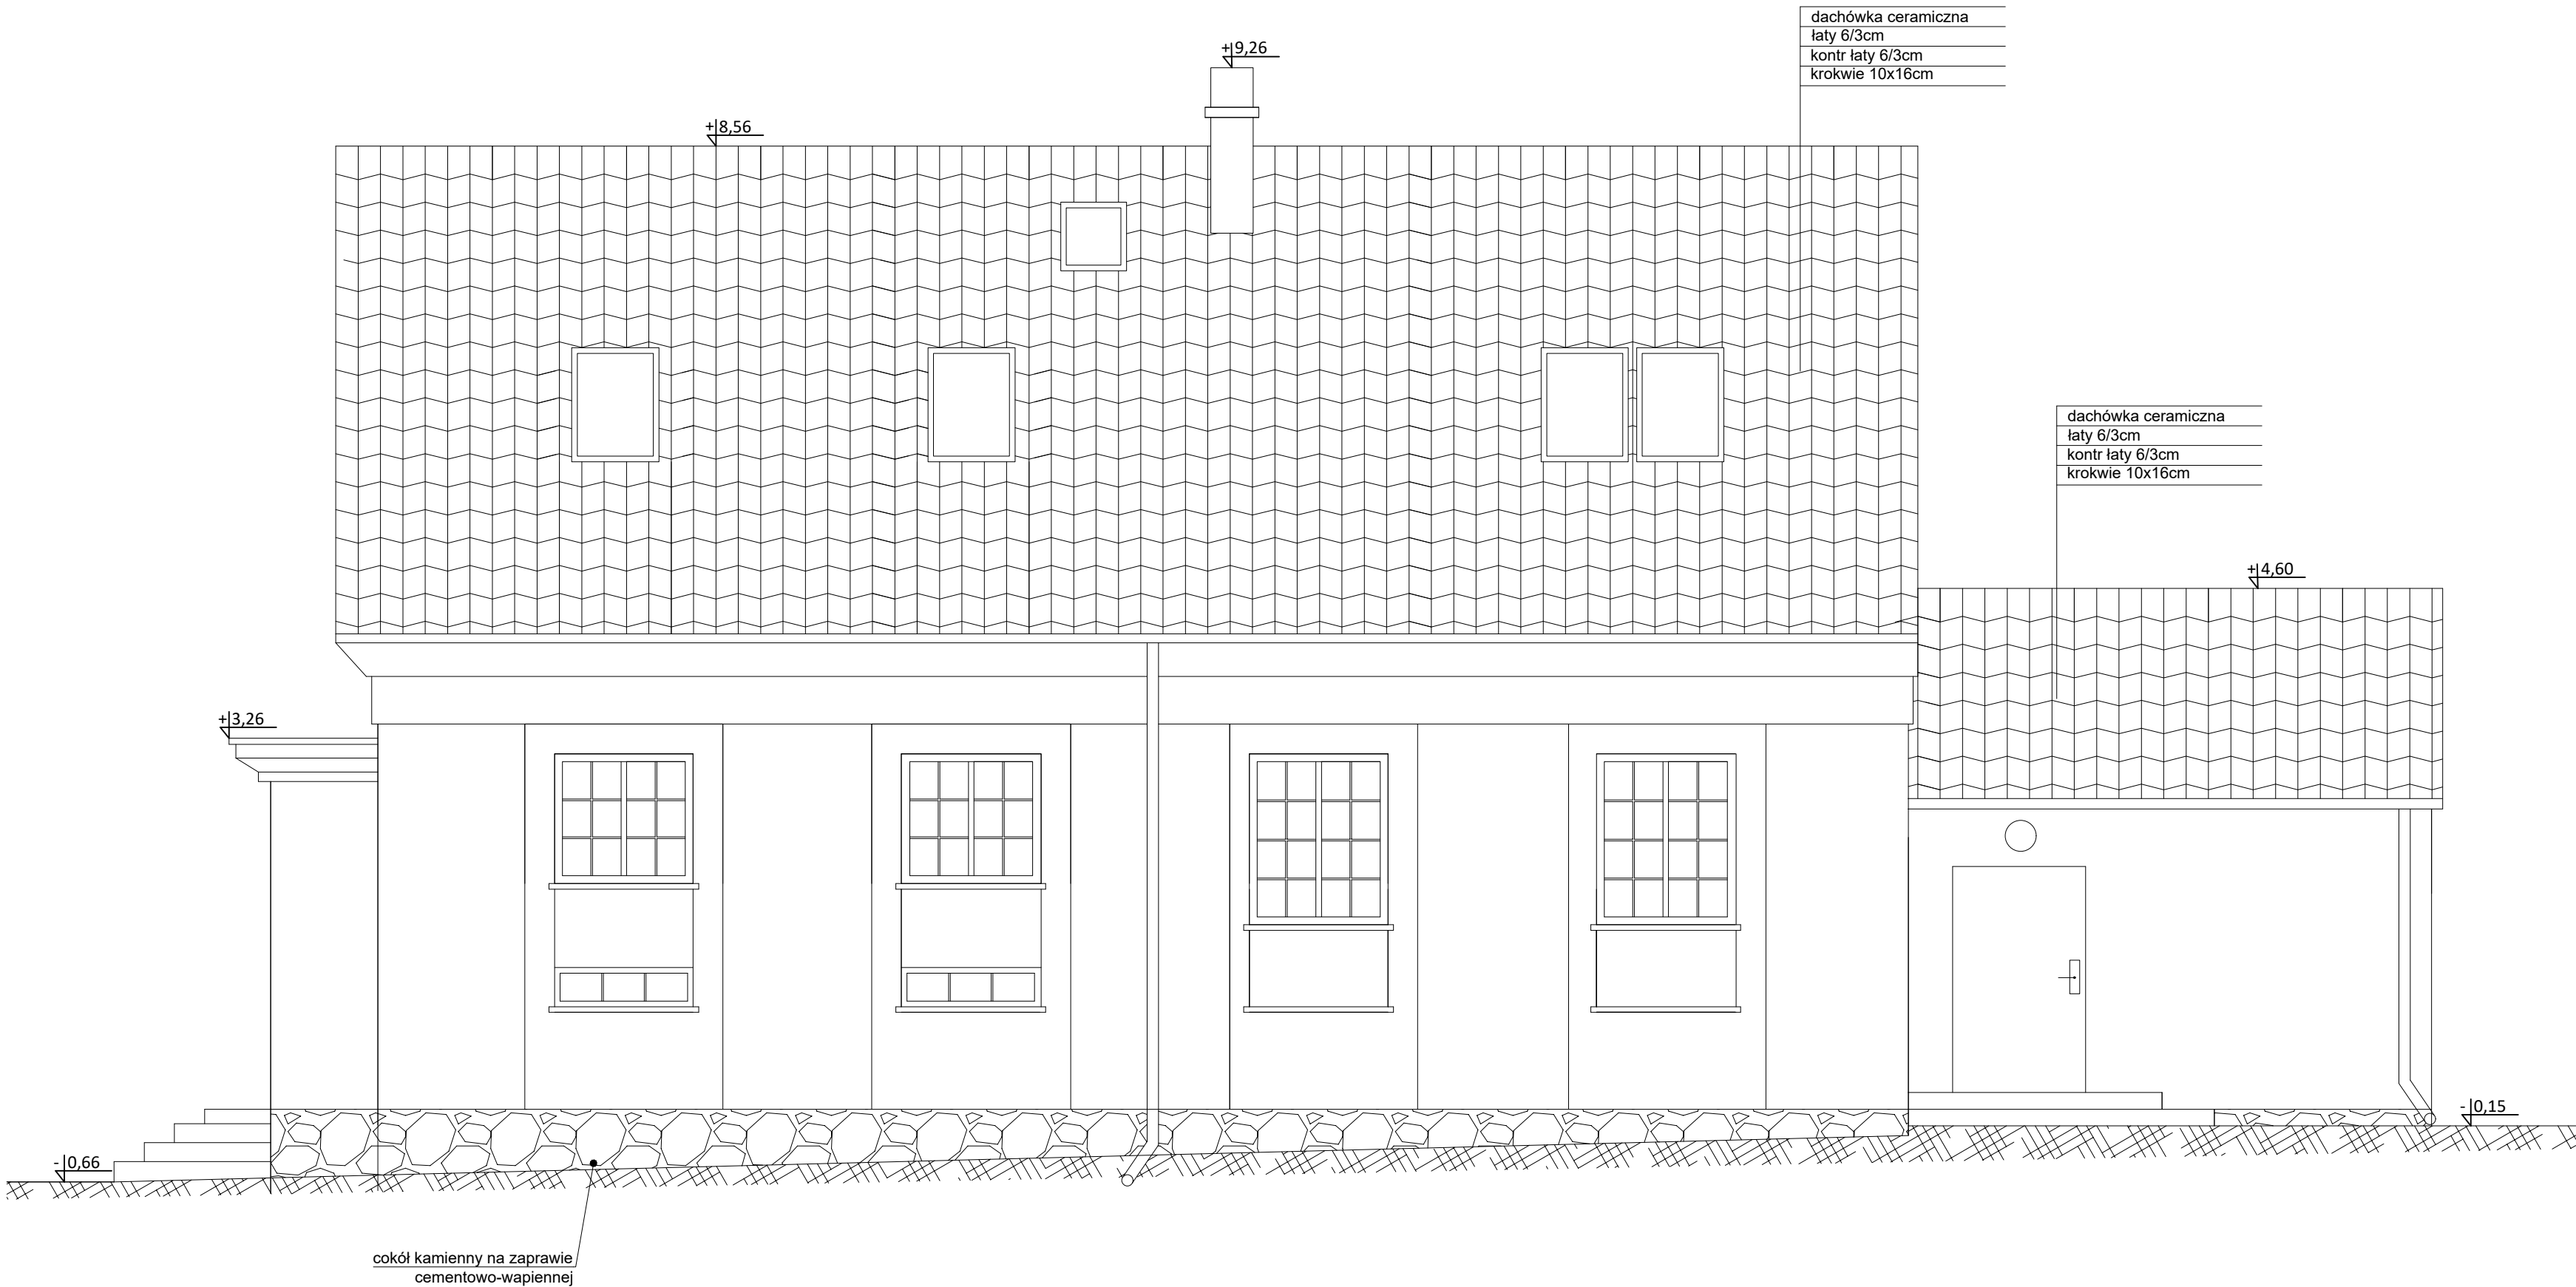 dachówka ceramiczna
łaty 6/3cm
kontr łaty 6/3cm
krokwie 10x16cm
+9,26
+8,56
dachówka ceramiczna
łaty 6/3cm
kontr łaty 6/3cm
krokwie 10x16cm
+4,60
+3,26
-0,15
-0,66
cokół kamienny na zaprawie
cementowo-wapiennej